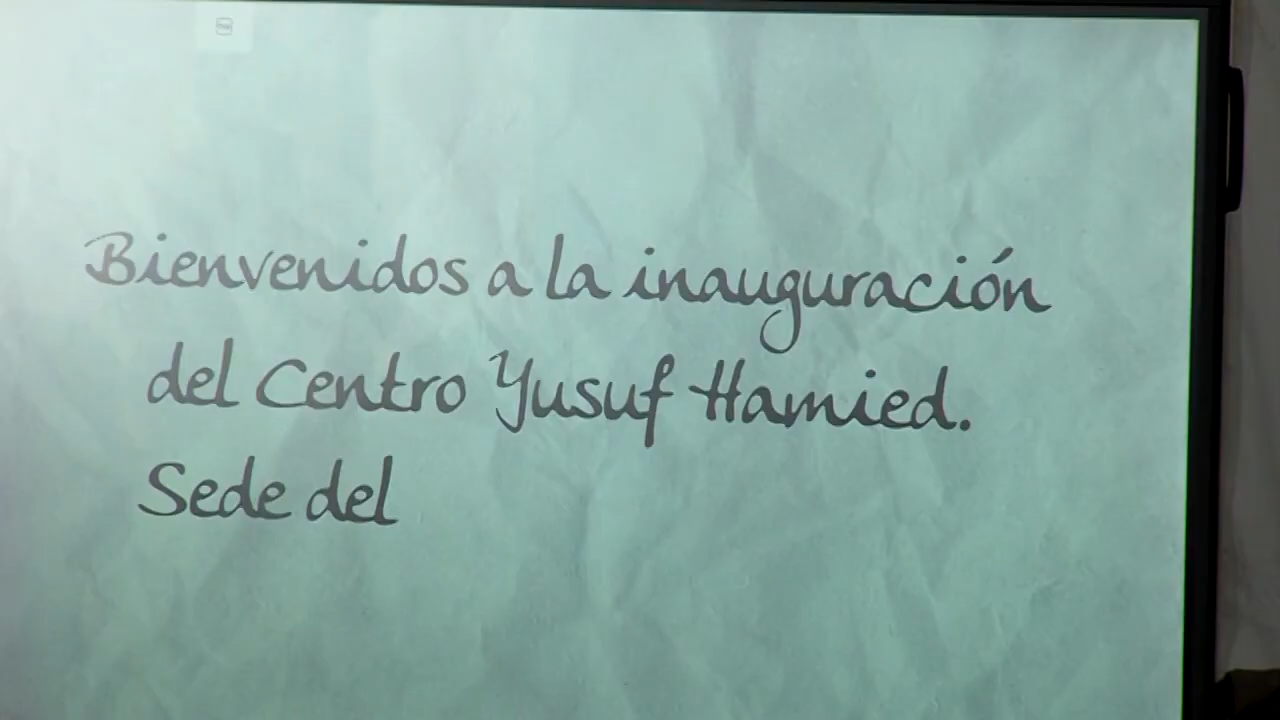 Bienvenidos a la inauguración
del Centro Yusuf Hamied.
Sede del